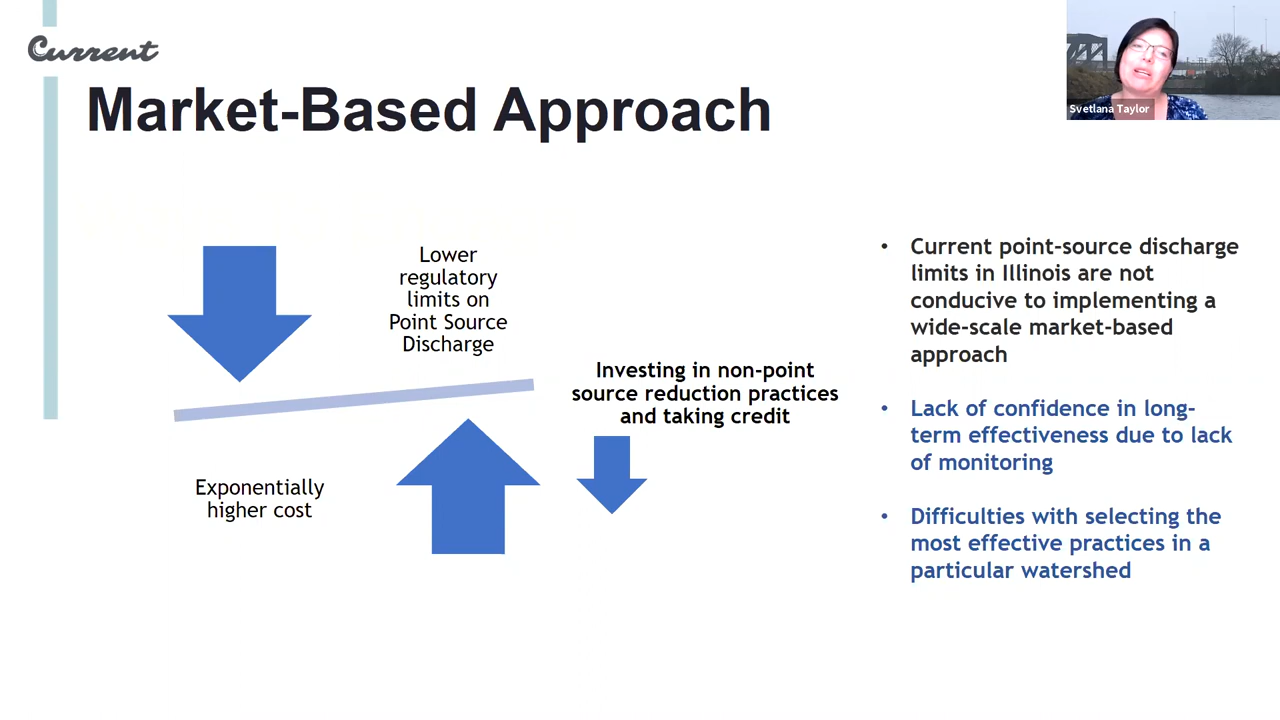 Current
Svetlana Taylor
Market-Based Approach
Lower
regulatory
limits on
Point Source
Discharge
Exponentially
higher cost
Investing in non-point
source reduction practices
and taking credit
• Current point-source discharge
limits in Illinois are not
conducive to implementing a
wide-scale market-based
approach
• Lack of confidence in long-
term effectiveness due to lack
of monitoring
• Difficulties with selecting the
most effective practices in a
particular watershed